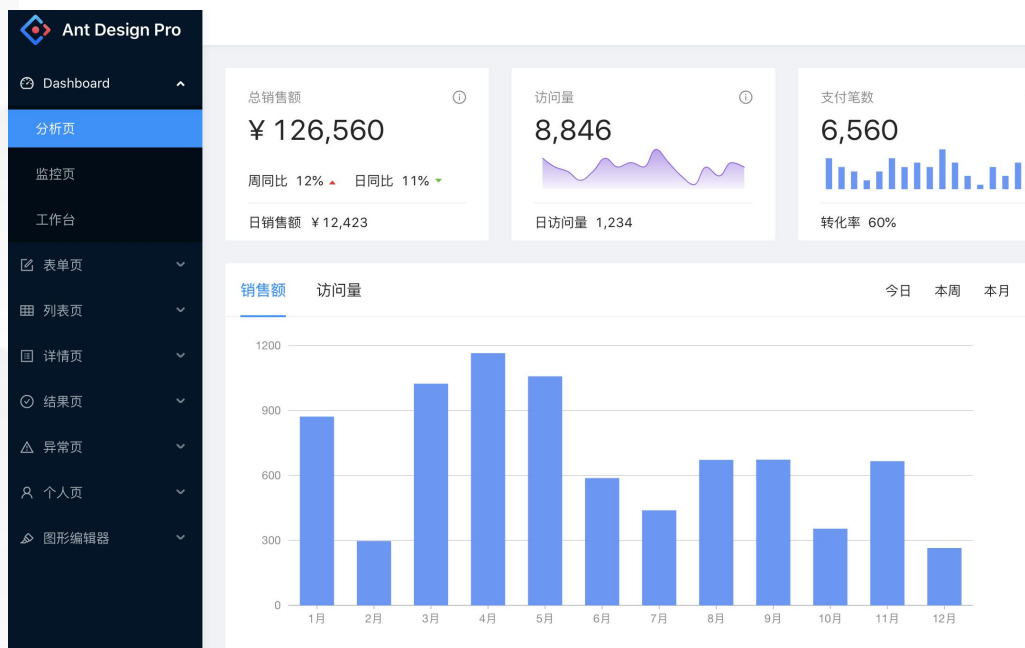 Ant Design Pro
Dashboard
分析页
监控页
工作台
表单页
列表页
详情页
结果页
异常页
个人页
图形编辑器
总销售额
¥ 126,560
周同比 12% 日同比 11%
日销售额 ¥12,423
访问量
8,846
日访问量 1,234
支付笔数
6,560
转化率 60%
销售额 访问量
今日 本周 本月
1200
900
600
300
0
1月 2月 3月 4月 5月 6月 7月 8月 9月 10月 11月 12月